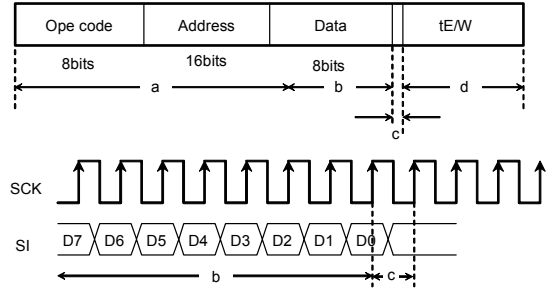 Ope code Address Data tE/W
8bits 16bits 8bits
a b d
c
SCK
SI D7 D6 D5 D4 D3 D2 D1 D0
b c